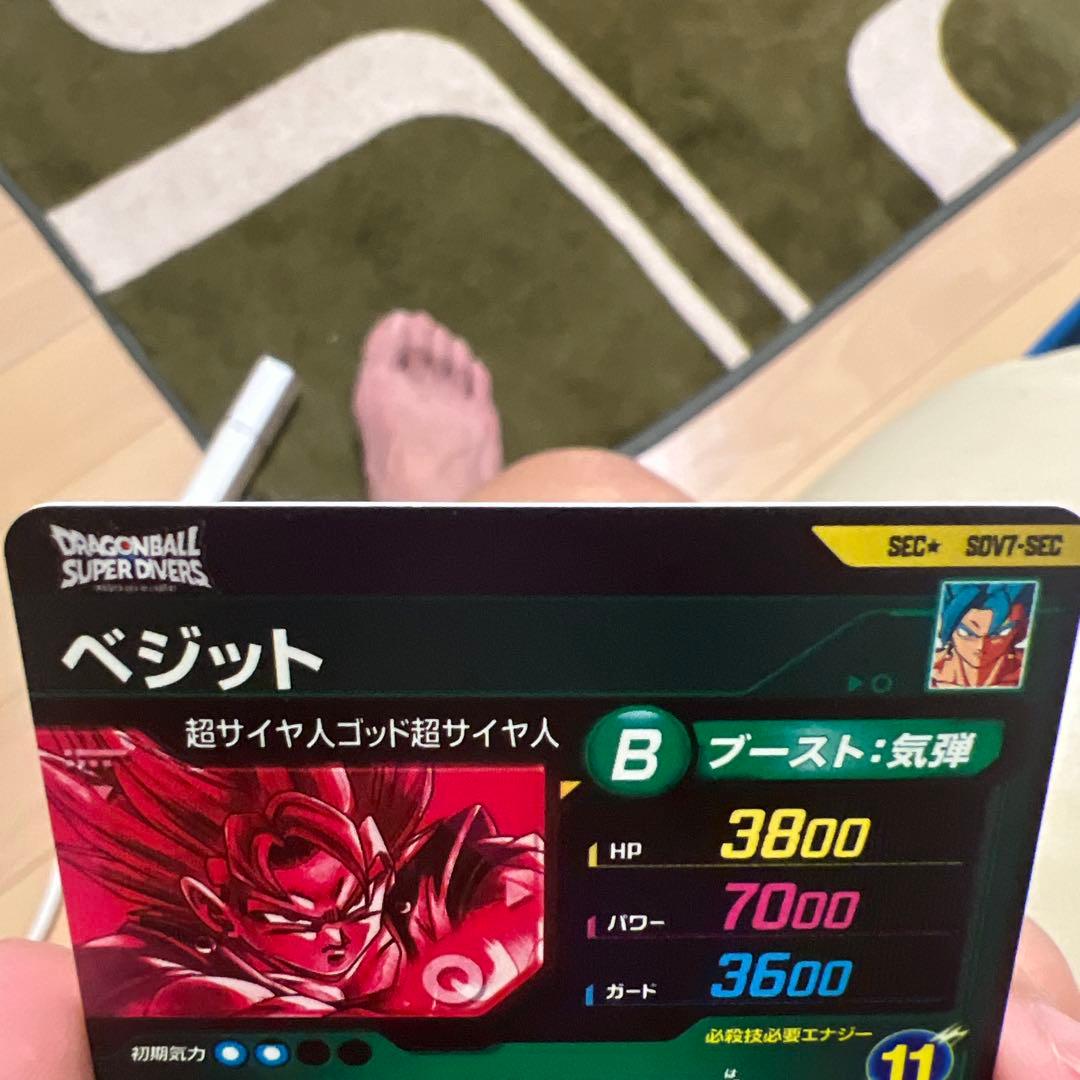 DRAGONBALL
SUPER DIVERS
SEC★ SDV7-SEC
ベジット
超サイヤ人ゴッド超サイヤ人
B ブースト:気弾
HP 3800
パワー 7000
ガード 3600
初期気力
必殺技必要エナジー
11
は